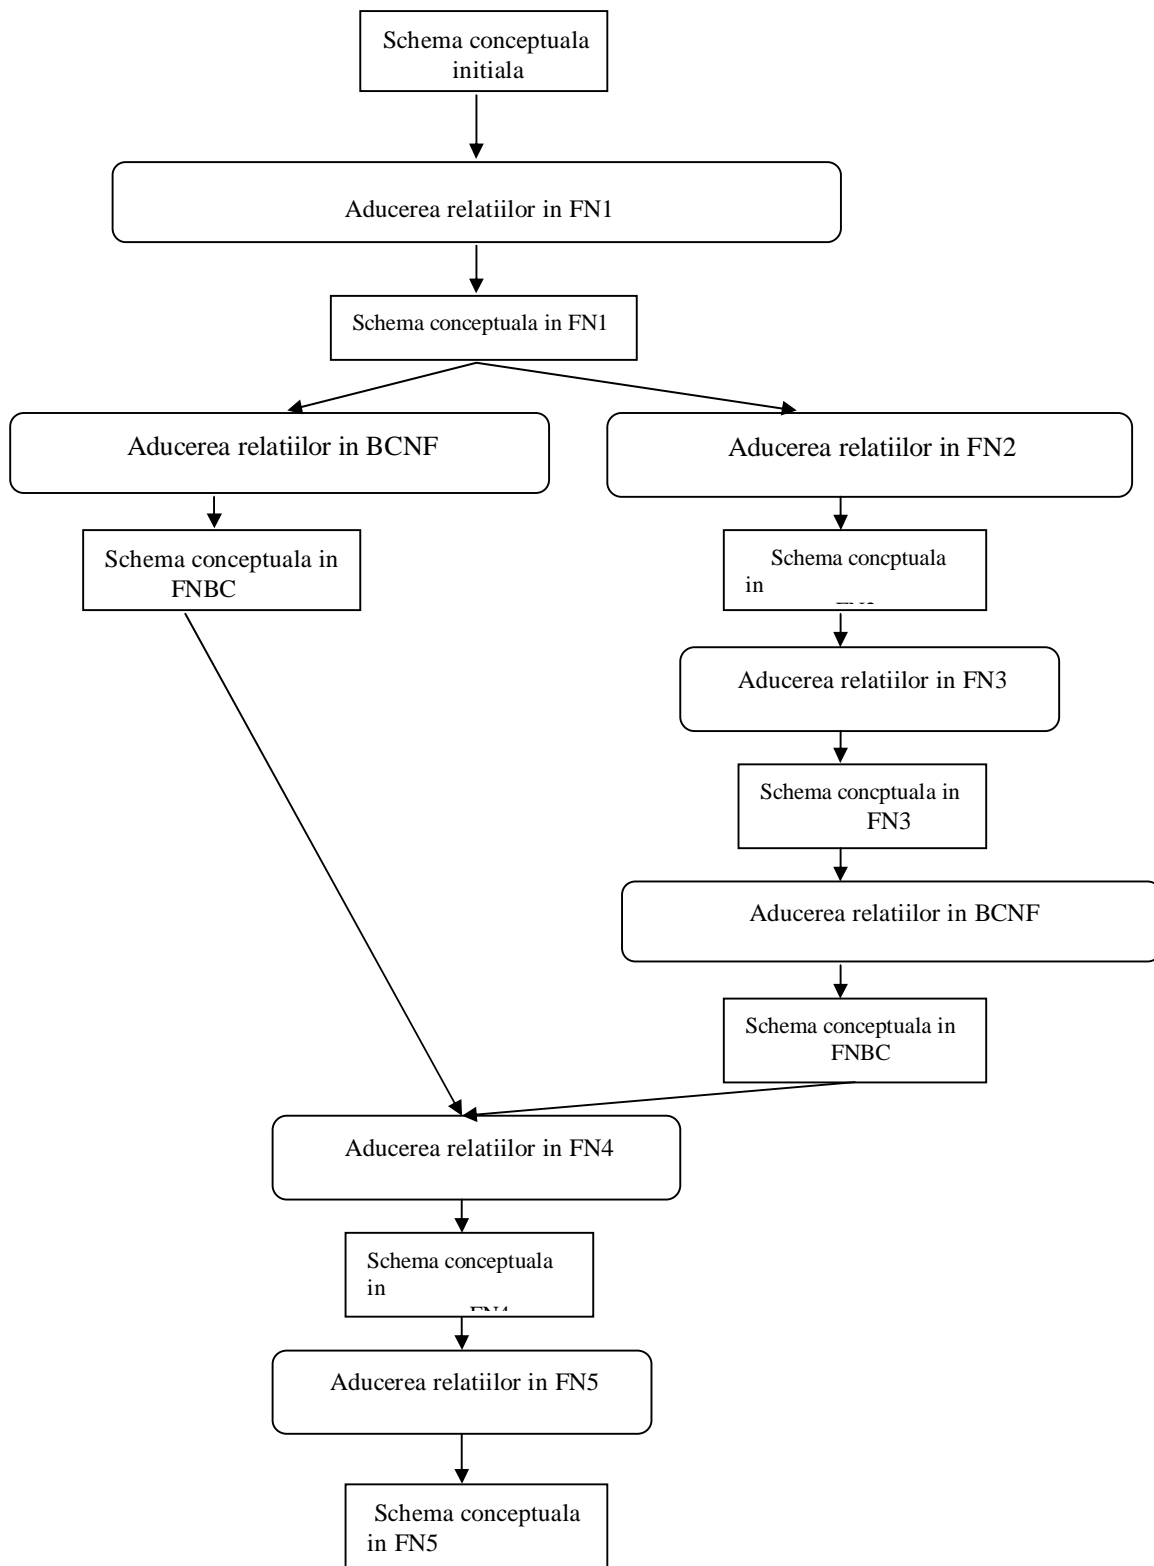 Schema conceptuala
initiala
Aducerea relatiilor in FN1
Schema conceptuala in FN1
Aducerea relatiilor in BCNF
Aducerea relatiilor in FN2
Schema conceptuala in
FNBC
Schema concptuala
in
Aducerea relatiilor in FN3
Schema concptuala in
FN3
Aducerea relatiilor in BCNF
Schema conceptuala in
FNBC
Aducerea relatiilor in FN4
Schema conceptuala
in
FN4
Aducerea relatiilor in FN5
Schema conceptuala
in FN5